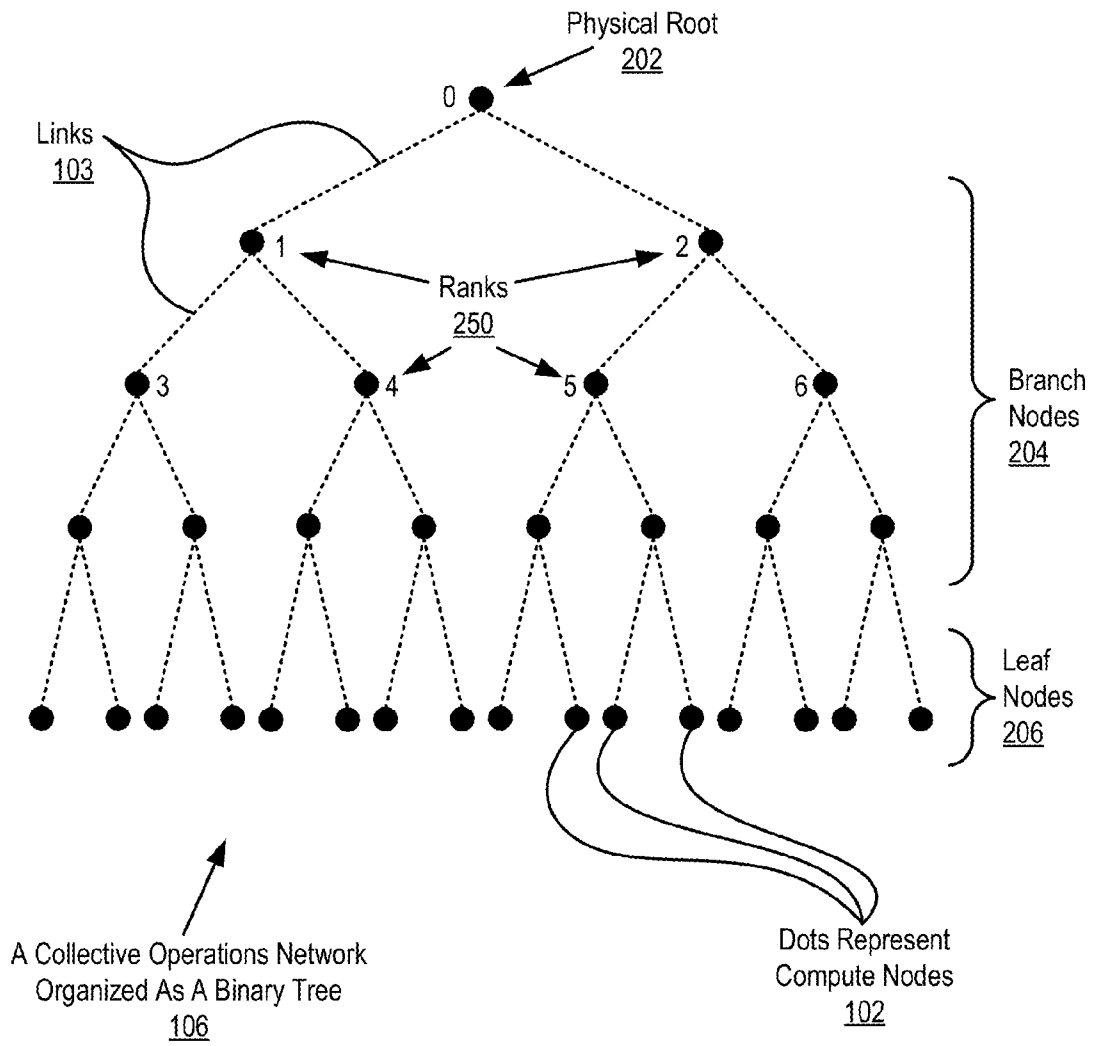 Physical Root
202
0
Links
103
1
2
Ranks
250
3
4
5
6
Branch
Nodes
204
Leaf
Nodes
206
A Collective Operations Network
Organized As A Binary Tree
106
Dots Represent
Compute Nodes
102